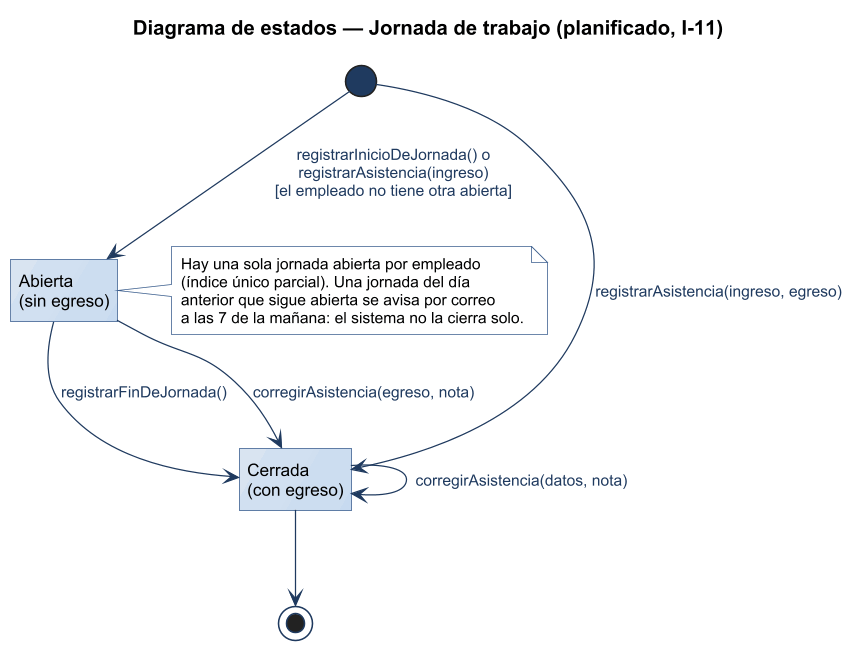 Diagrama de estados — Jornada de trabajo (planificado, I-11)
registrarInicioDeJornada() o
registrarAsistencia(ingreso)
[el empleado no tiene otra abierta]
Abierta
(sin egreso)
Hay una sola jornada abierta por empleado
(índice único parcial). Una jornada del día
anterior que sigue abierta se avisa por correo
a las 7 de la mañana: el sistema no la cierra solo.
registrarAsistencia(ingreso, egreso)
registrarFinDeJornada()
corregirAsistencia(egreso, nota)
Cerrada
(con egreso)
corregirAsistencia(datos, nota)